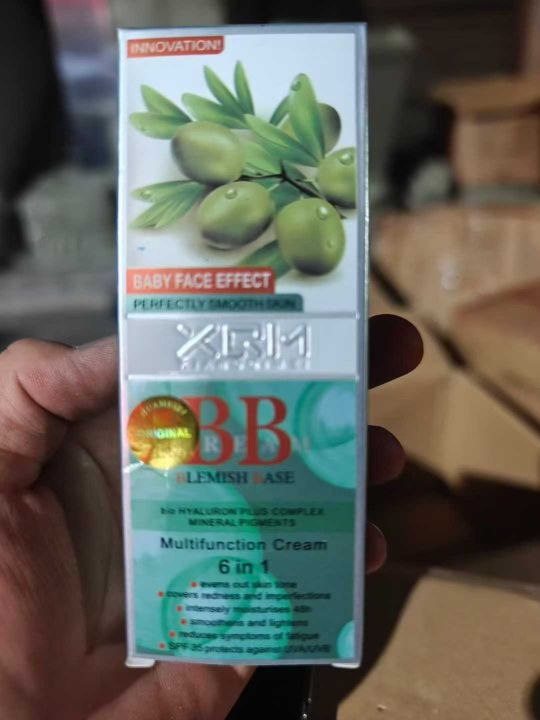 INNOVATION!
BABY FACE EFFECT
PERFECTLY SMOOTH SKIN
ORIGINAL
BB
CREAM
BLEMISH BASE
bio HYALURON PLUS COMPLEX
MINERAL PIGMENTS
Multifunction Cream
6 in 1
evens out skin tone
covers redness and imperfections
intensely moisturises 48h
smoothens and lightens
reduces symptoms of fatigue
SPF 35 protects against UVA/UVB